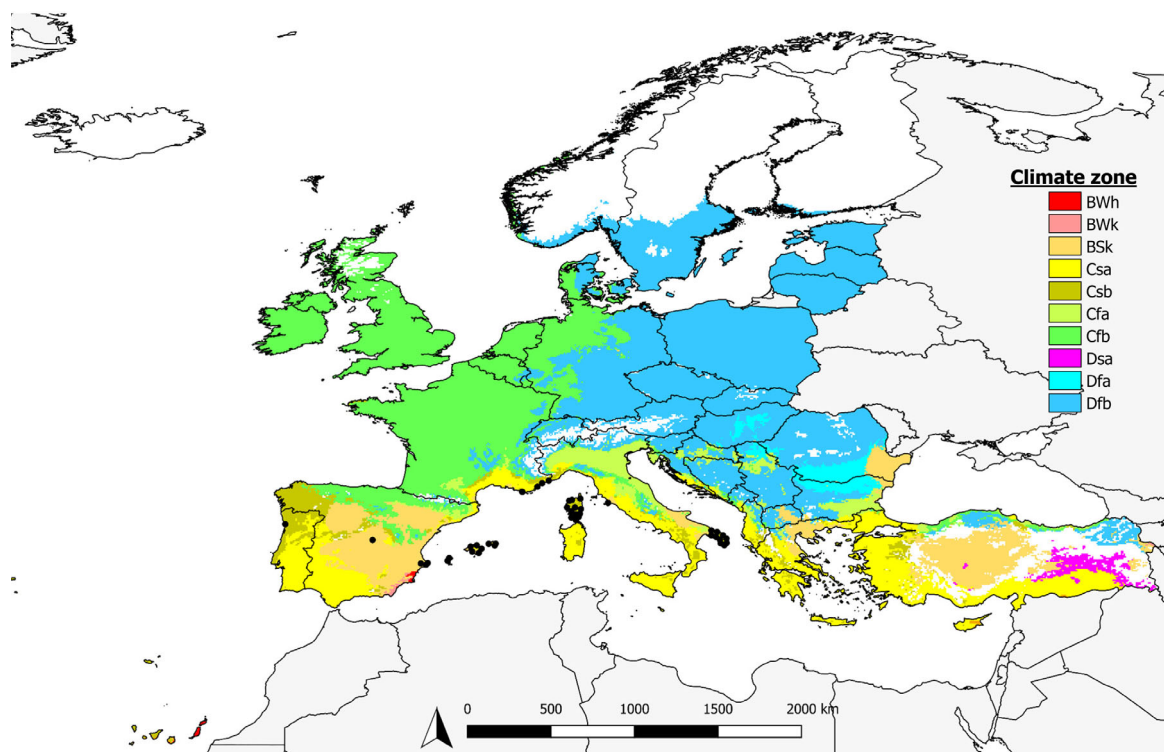 Climate zone
BWh
BWk
BSk
Csa
Csb
Cfa
Cfb
Dsa
Dfa
Dfb
0 500 1000 1500 2000 km